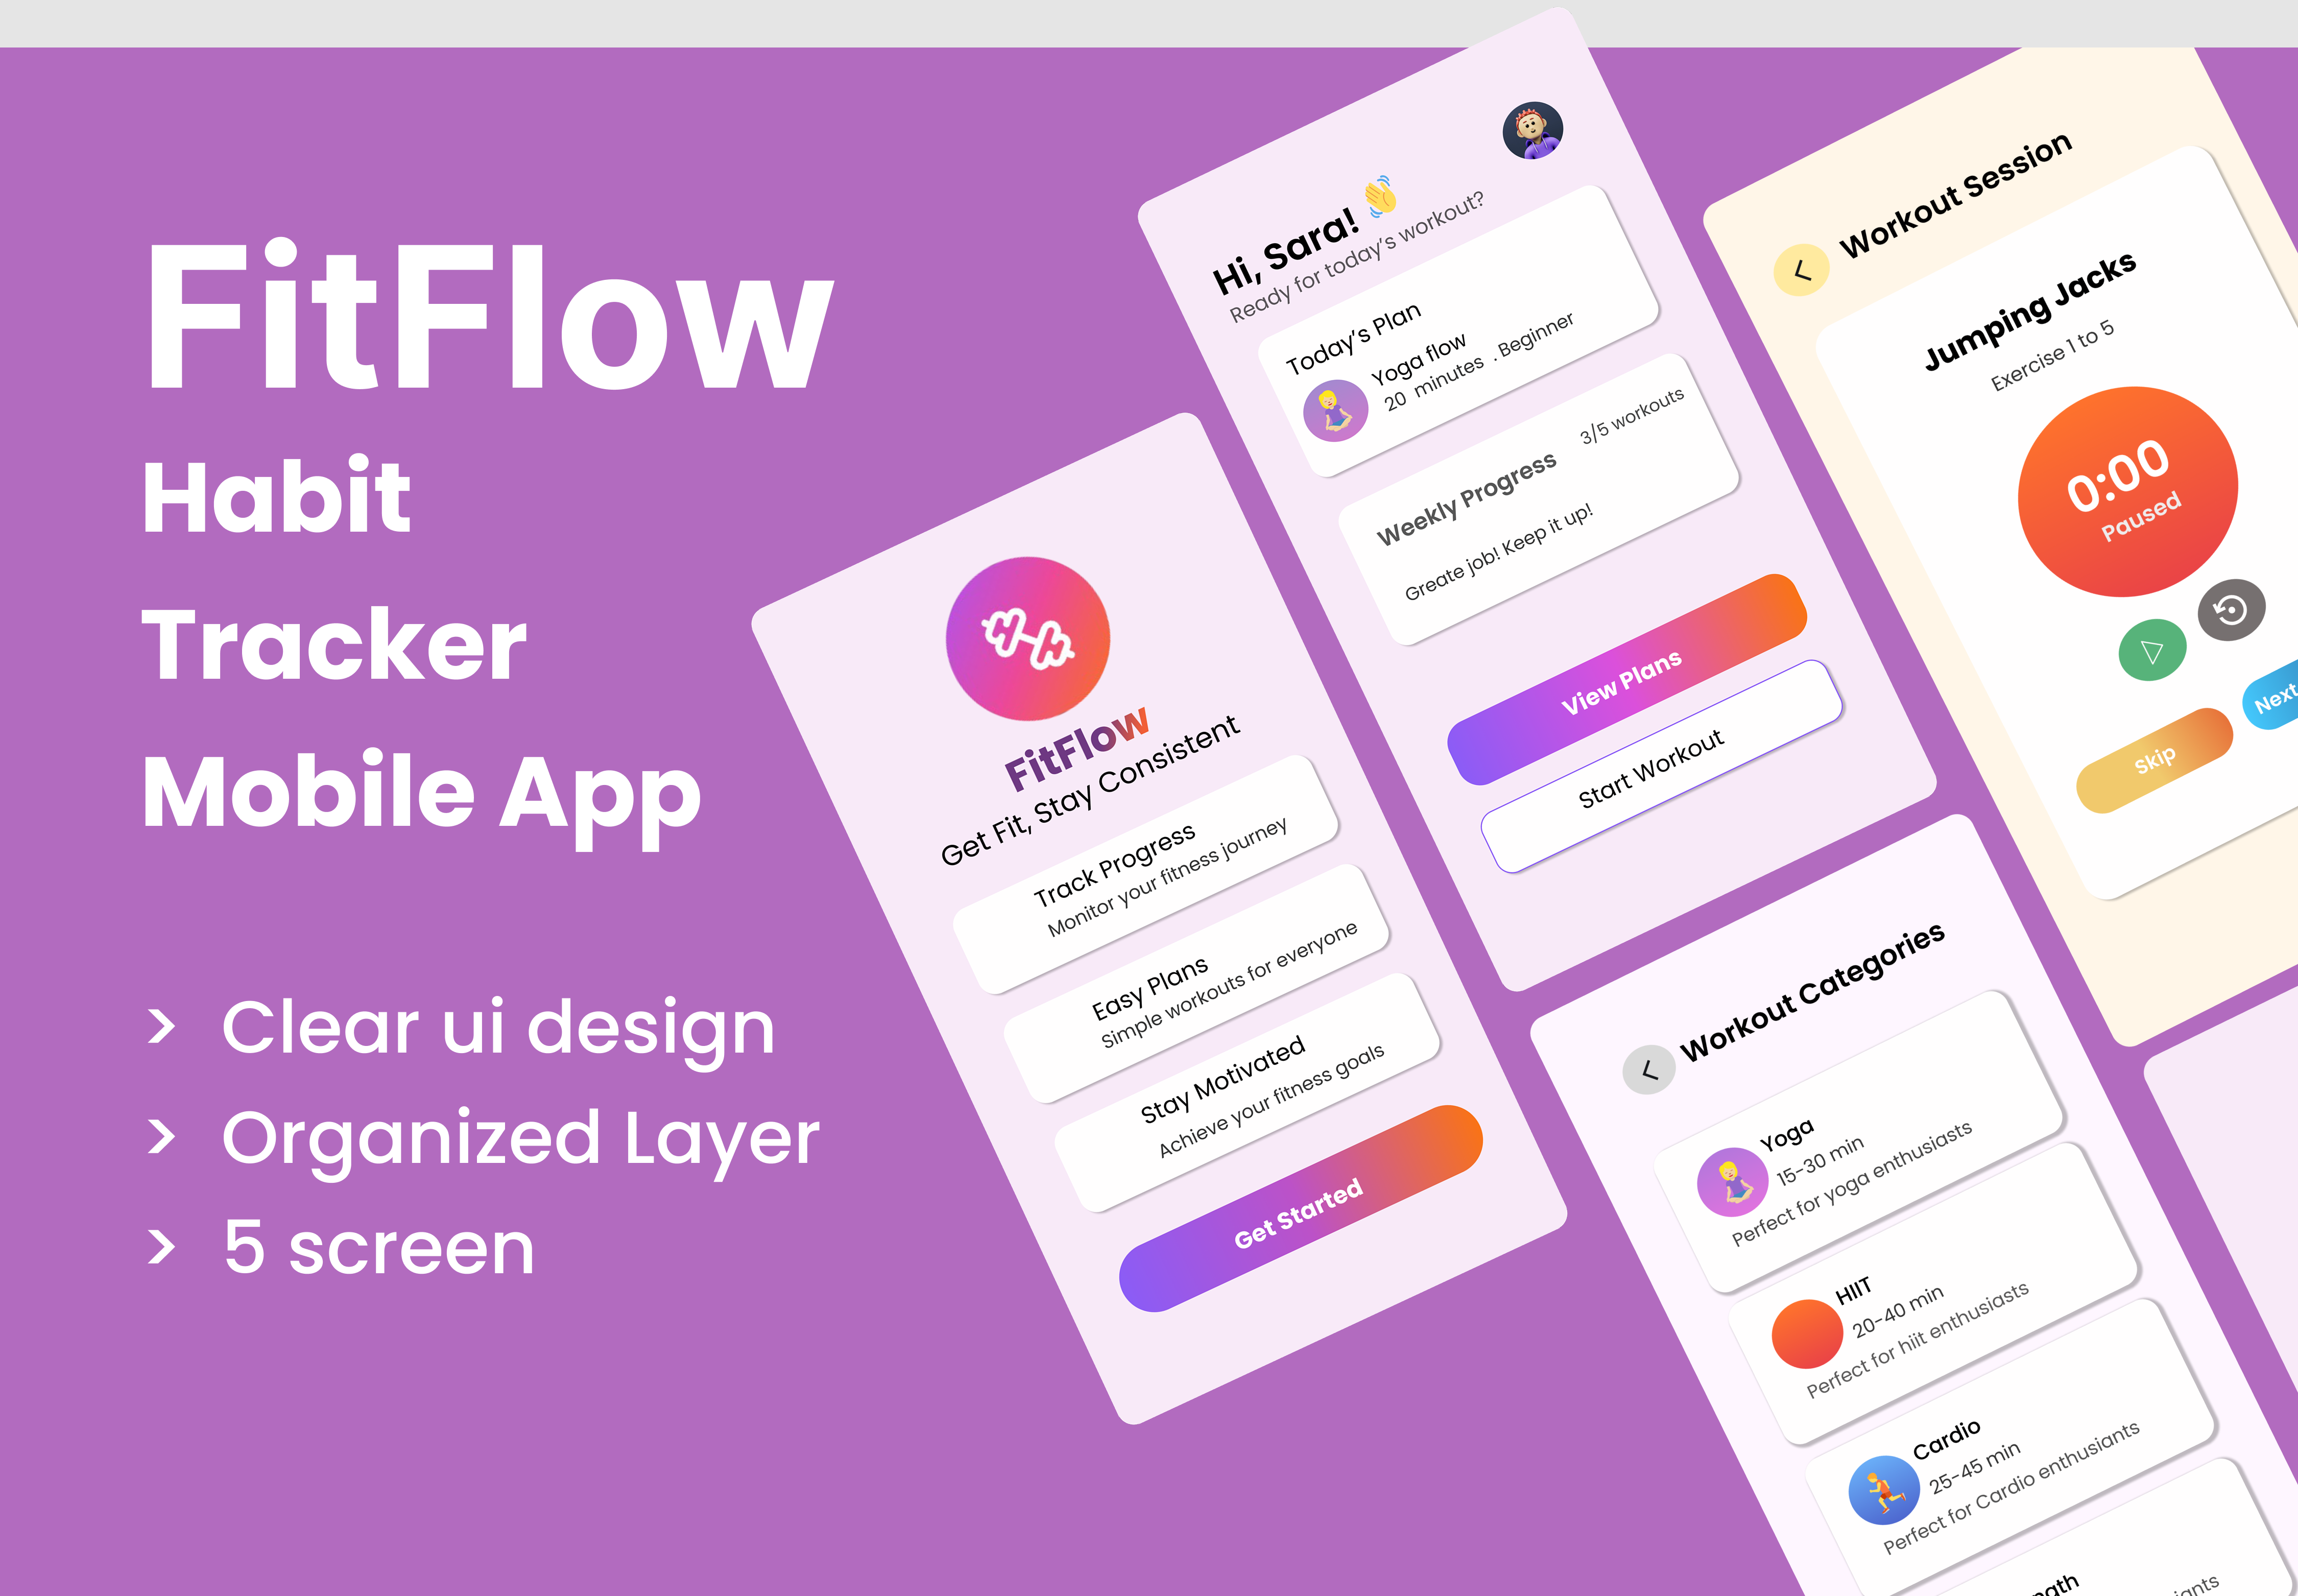 FitFlow
Habit
Tracker
Mobile App
> Clear ui design
> Organized Layer
> 5 screen
FitFlow
Get Fit, Stay Consistent
Track Progress
Monitor your fitness journey
Easy Plans
Simple workouts for everyone
Stay Motivated
Achieve your fitness goals
Get Started
Hi, Sara! 👋
Ready for today's workout?
Today's Plan
Yoga flow
20 minutes . Beginner
Weekly Progress
3/5 workouts
Greate job! Keep it up!
View Plans
Start Workout
Workout Session
Jumping Jacks
Exercise 1 to 5
0:00
Paused
Skip
Next
Workout Categories
Yoga
15-30 min
Perfect for yoga enthusiasts
HIIT
20-40 min
Perfect for hiit enthusiasts
Cardio
25-45 min
Perfect for Cardio enthusiants